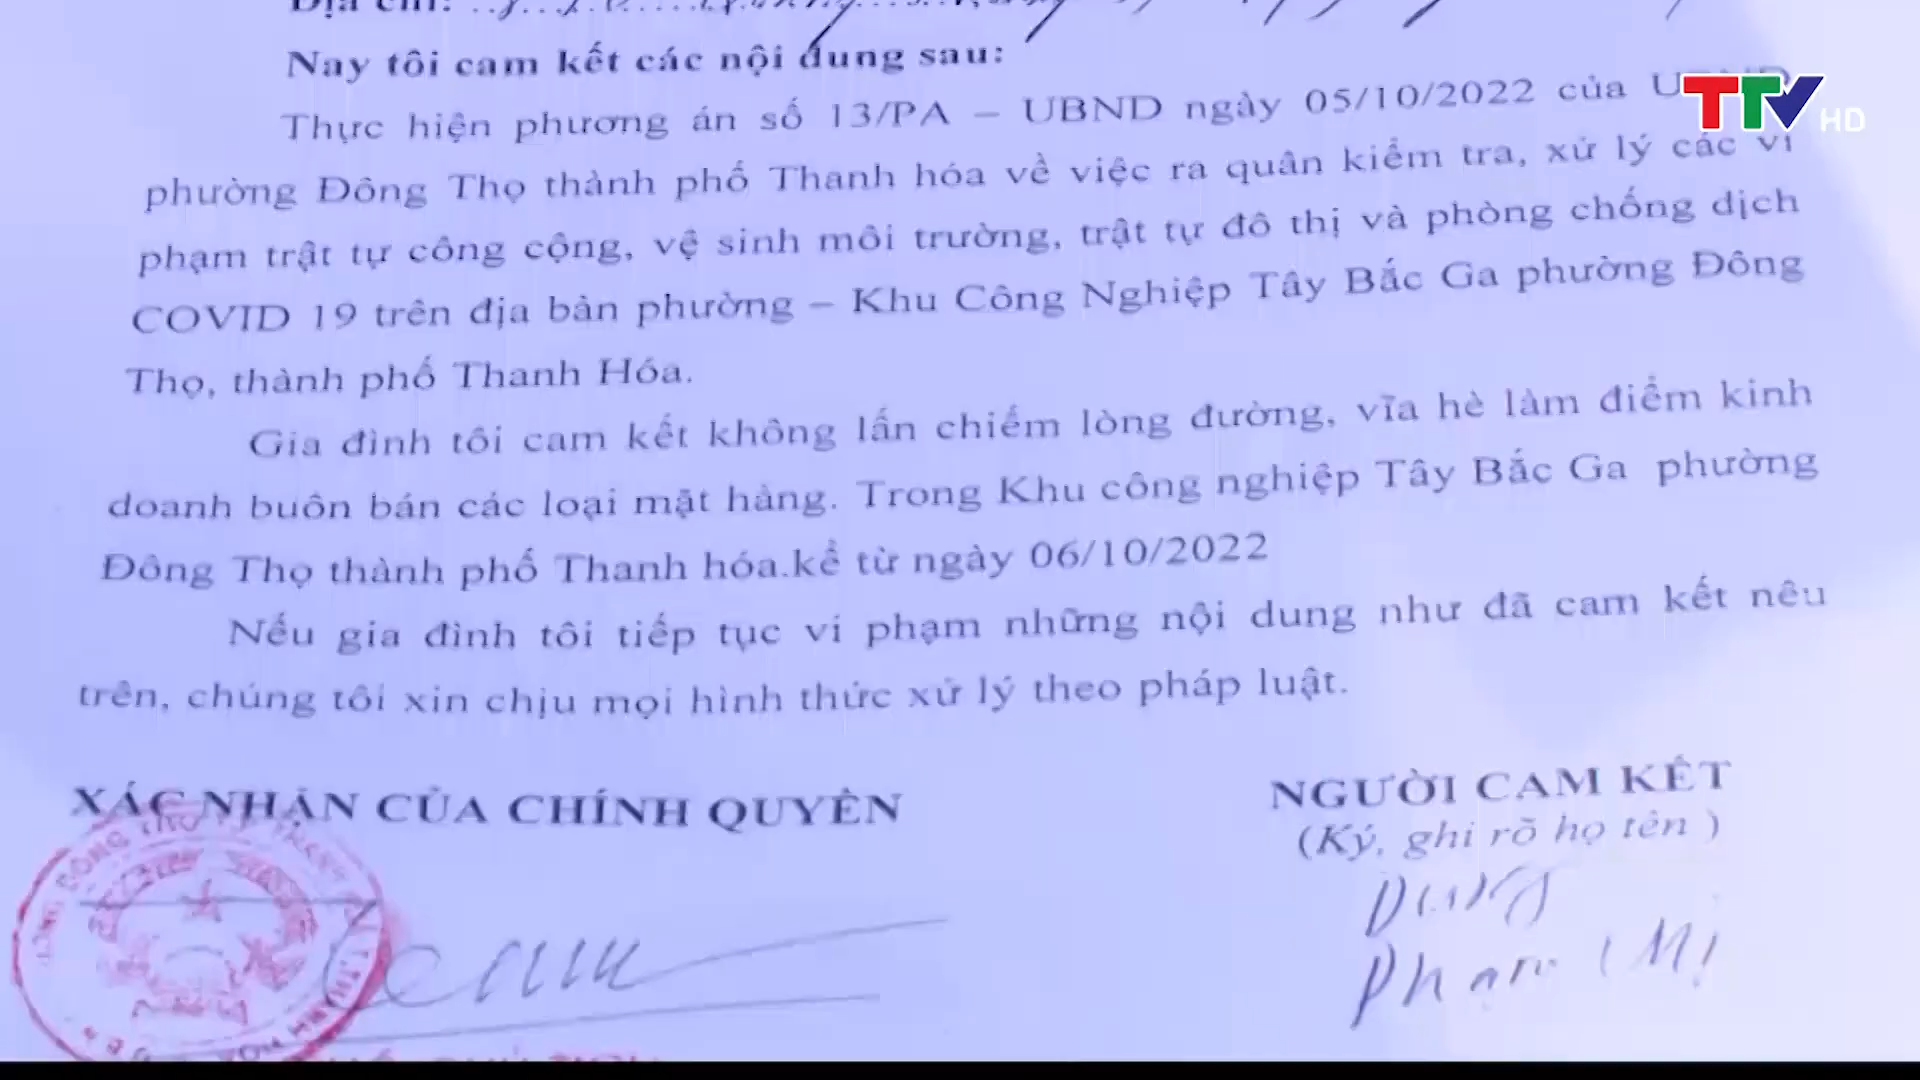 Địa chỉ:
Nay tôi cam kết các nội dung sau:
Thực hiện phương án số 13/PA – UBND ngày 05/10/2022 của UBND
TTV HD
phường Đông Thọ thành phố Thanh hóa về việc ra quân kiểm tra, xử lý các vi
phạm trật tự công cộng, vệ sinh môi trường, trật tự đô thị và phòng chống dịch
COVID 19 trên địa bàn phường – Khu Công Nghiệp Tây Bắc Ga phường Đông
Thọ, thành phố Thanh Hóa.
Gia đình tôi cam kết không lấn chiếm lòng đường, vĩa hè làm điểm kinh
doanh buôn bán các loại mặt hàng. Trong Khu công nghiệp Tây Bắc Ga phường
Đông Thọ thành phố Thanh hóa.kể từ ngày 06/10/2022
Nếu gia đình tôi tiếp tục vi phạm những nội dung như đã cam kết nêu
trên, chúng tôi xin chịu mọi hình thức xử lý theo pháp luật.
XÁC NHẬN CỦA CHÍNH QUYỀN
NGƯỜI CAM KẾT
(Ký, ghi rõ họ tên )
Phạm Mị